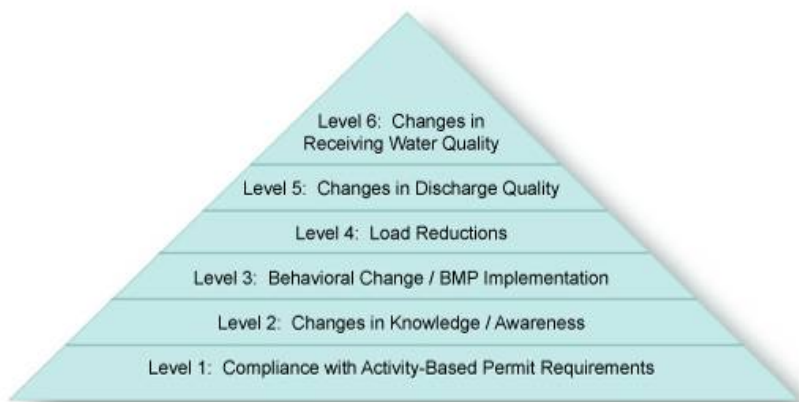 Level 6: Changes in
Receiving Water Quality
Level 5: Changes in Discharge Quality
Level 4: Load Reductions
Level 3: Behavioral Change / BMP Implementation
Level 2: Changes in Knowledge / Awareness
Level 1: Compliance with Activity-Based Permit Requirements